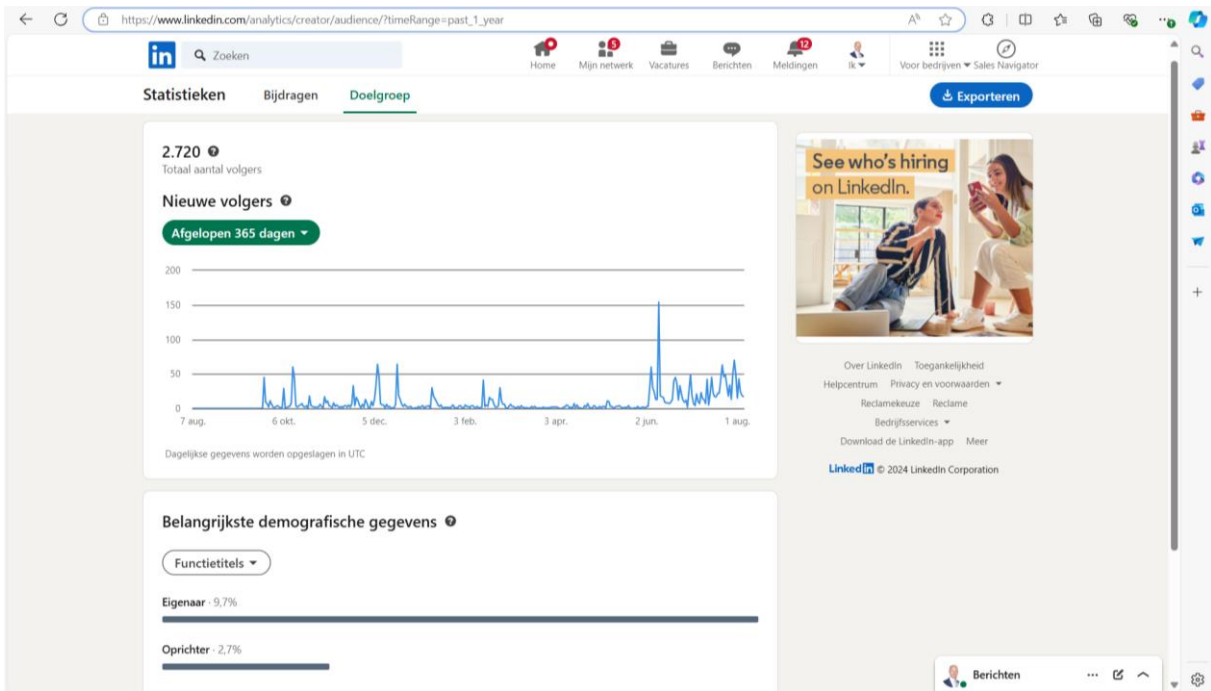 https://www.linkedin.com/analytics/creator/audience/?timeRange=past_1_year
in
Zoeken
Home
5
Mijn netwerk
Vacatures
Berichten
12
Meldingen
Ik
Voor bedrijven
Sales Navigator
Statistieken
Bijdragen
Doelgroep
Exporteren
2.720
Totaal aantal volgers
Nieuwe volgers
Afgelopen 365 dagen
200
150
100
50
0
7 aug.
6 okt.
5 dec.
3 feb.
3 apr.
2 jun.
1 aug.
Dagelijkse gegevens worden opgeslagen in UTC
Belangrijkste demografische gegevens
Functietitels
Eigenaar · 9,7%
Oprichter · 2,7%
See who's hiring
on LinkedIn.
Over LinkedIn Toegankelijkheid
Helpcentrum Privacy en voorwaarden
Reclamekeuze Reclame
Bedrijfsservices
Download de LinkedIn-app Meer
LinkedIn © 2024 LinkedIn Corporation
Berichten